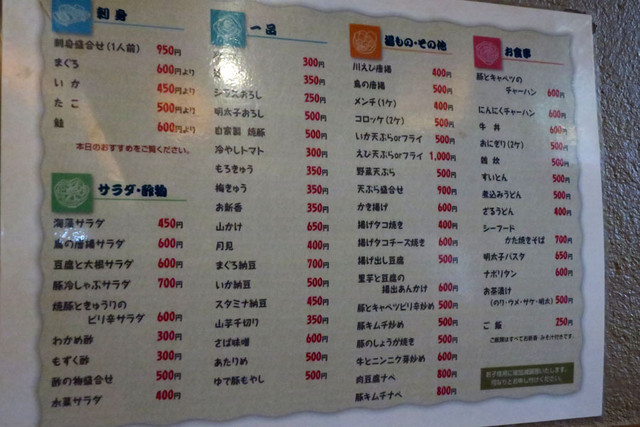 刺身
刺身盛合せ(1人前) 950円
まぐろ 600円より
いか 450円より
たこ 500円より
鮭 600円より
本日のおすすめをご覧ください。
サラダ・酢物
海藻サラダ 450円
鳥の唐揚サラダ 600円
豆腐と大根サラダ 600円
豚冷しゃぶサラダ 700円
焼豚ときゅうりの
ピリ辛サラダ 600円
わかめ酢 300円
もずく酢 300円
酢の物盛合せ 500円
水菜サラダ 400円
一品
300円
350円
おろし 250円
明太子おろし 500円
自家製 焼豚 500円
冷やしトマト 300円
もろきゅう 350円
梅きゅう 350円
お新香 350円
山かけ 650円
月見 400円
まぐろ納豆 700円
いか納豆 500円
スタミナ納豆 450円
山芋千切り 350円
さば味噌 600円
あたりめ 500円
ゆで豚もやし 500円
揚もの・その他
川えび唐揚 400円
鳥の唐揚 500円
メンチ(1ケ) 400円
コロッケ(2ケ) 500円
いか天ぷらorフライ 500円
えび天ぷらorフライ 1,000円
野菜天ぷら 500円
天ぷら盛合せ 900円
かき揚げ 600円
揚げタコ焼き 400円
揚げタコチーズ焼き 600円
揚げ出し豆腐 500円
里芋と豆腐の
揚出あんかけ 600円
豚とキャベツピリ辛炒め 500円
豚キムチ炒め 500円
豚のしょうが焼き 500円
牛とニンニク芽炒め 600円
肉豆腐ナベ 800円
豚キムチナベ 800円
お食事
豚とキャベツの
チャーハン 600円
にんにくチャーハン 600円
牛丼 600円
おにぎり(2ケ) 500円
雑炊 500円
すいとん 500円
煮込みうどん 500円
ざるうどん 400円
シーフード
かた焼きそば 700円
明太子パスタ 650円
ナポリタン 600円
お茶漬け
(のり・ウメ・サケ・明太) 500円
ご飯 250円
ご飯類はすべてお新香・みそ汁付きです。